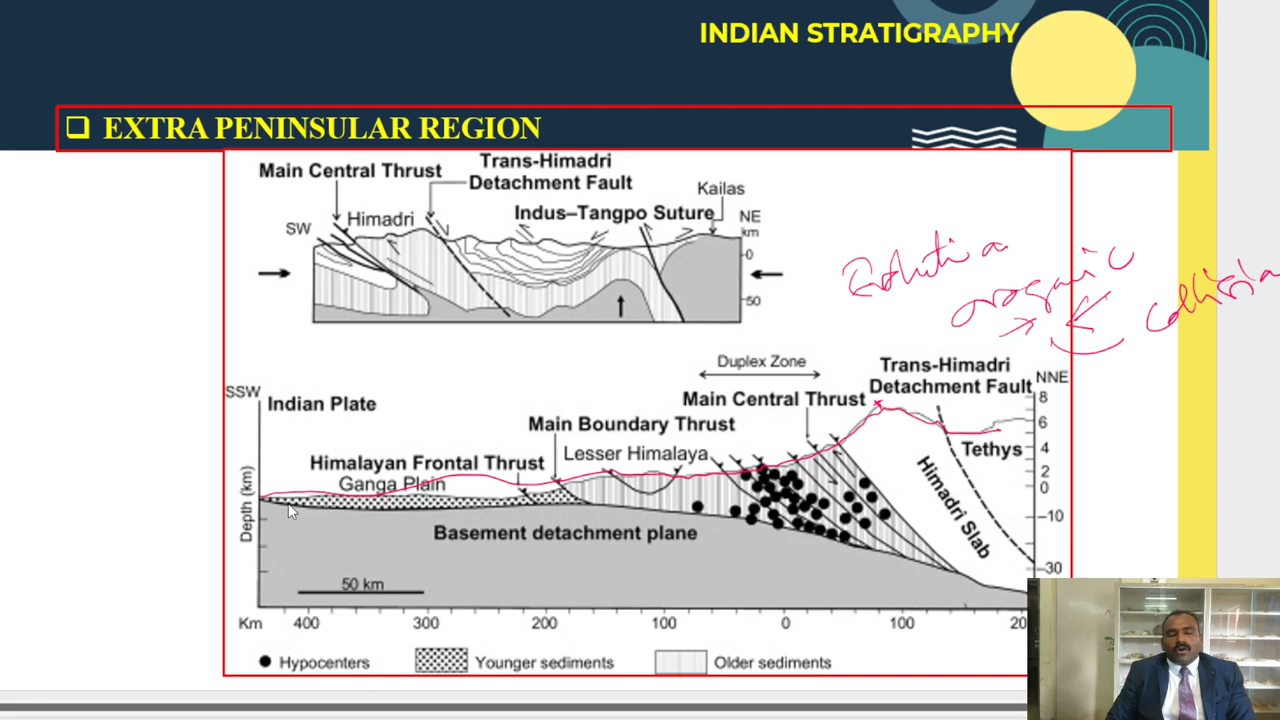 INDIAN STRATIGRAPHY
❑ EXTRA PENINSULAR REGION
Main Central Thrust
Trans-Himadri
Detachment Fault
Kailas
SW
Himadri
Indus–Tangpo Suture
NE
km
0
50
Evolution
orogenic
Collision
Duplex Zone
Trans-Himadri
Detachment Fault
SSW
NNE
Indian Plate
Main Central Thrust
8
Main Boundary Thrust
6
Lesser Himalaya
Tethys
4
Himalayan Frontal Thrust
2
Ganga Plain
0
Depth (km)
Himadri Slab
–10
Basement detachment plane
–30
50 km
Km 400 300 200 100 0 100 20
Hypocenters
Younger sediments
Older sediments